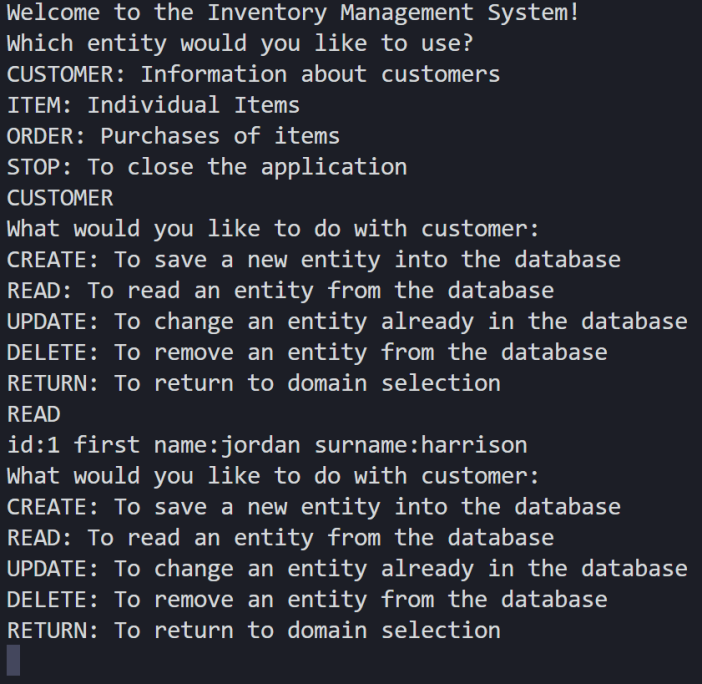 Welcome to the Inventory Management System!
Which entity would you like to use?
CUSTOMER: Information about customers
ITEM: Individual Items
ORDER: Purchases of items
STOP: To close the application
CUSTOMER
What would you like to do with customer:
CREATE: To save a new entity into the database
READ: To read an entity from the database
UPDATE: To change an entity already in the database
DELETE: To remove an entity from the database
RETURN: To return to domain selection
READ
id:1 first name:jordan surname:harrison
What would you like to do with customer:
CREATE: To save a new entity into the database
READ: To read an entity from the database
UPDATE: To change an entity already in the database
DELETE: To remove an entity from the database
RETURN: To return to domain selection